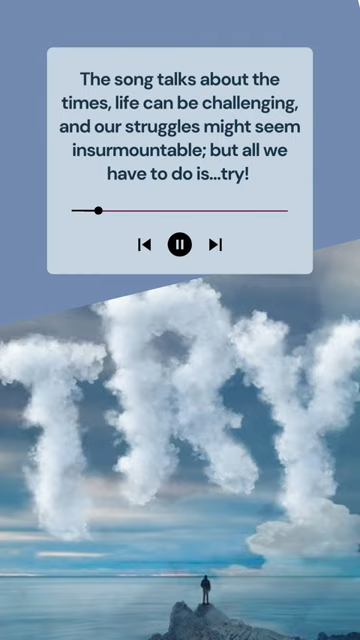 The song talks about the
times, life can be challenging,
and our struggles might seem
insurmountable; but all we
have to do is...try!
TRY